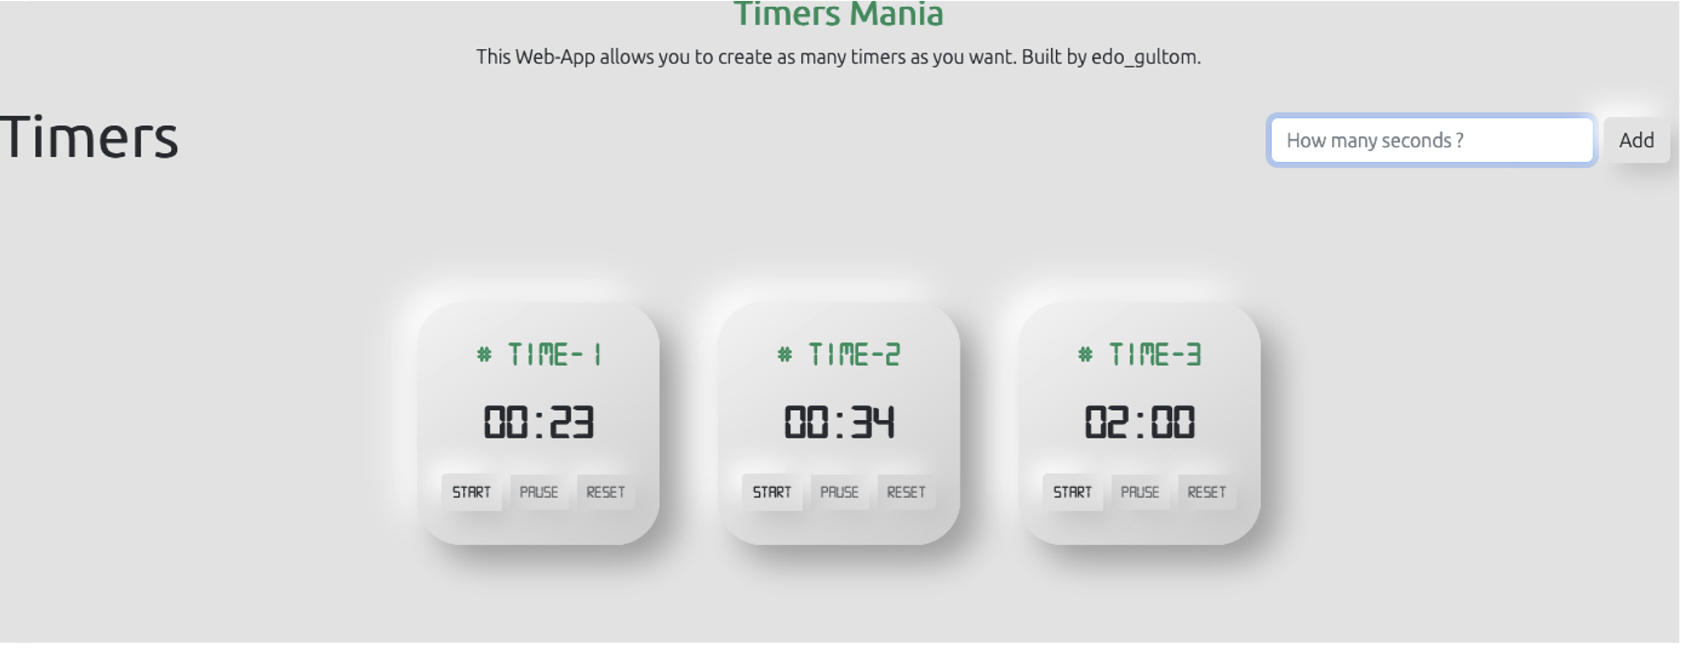 Timers Mania
This Web-App allows you to create as many timers as you want. Built by edo_gultom.
Timers
How many seconds ? Add
# TIME-1 # TIME-2 # TIME-3
00:23 00:34 02:00
START PAUSE RESET START PAUSE RESET START PAUSE RESET